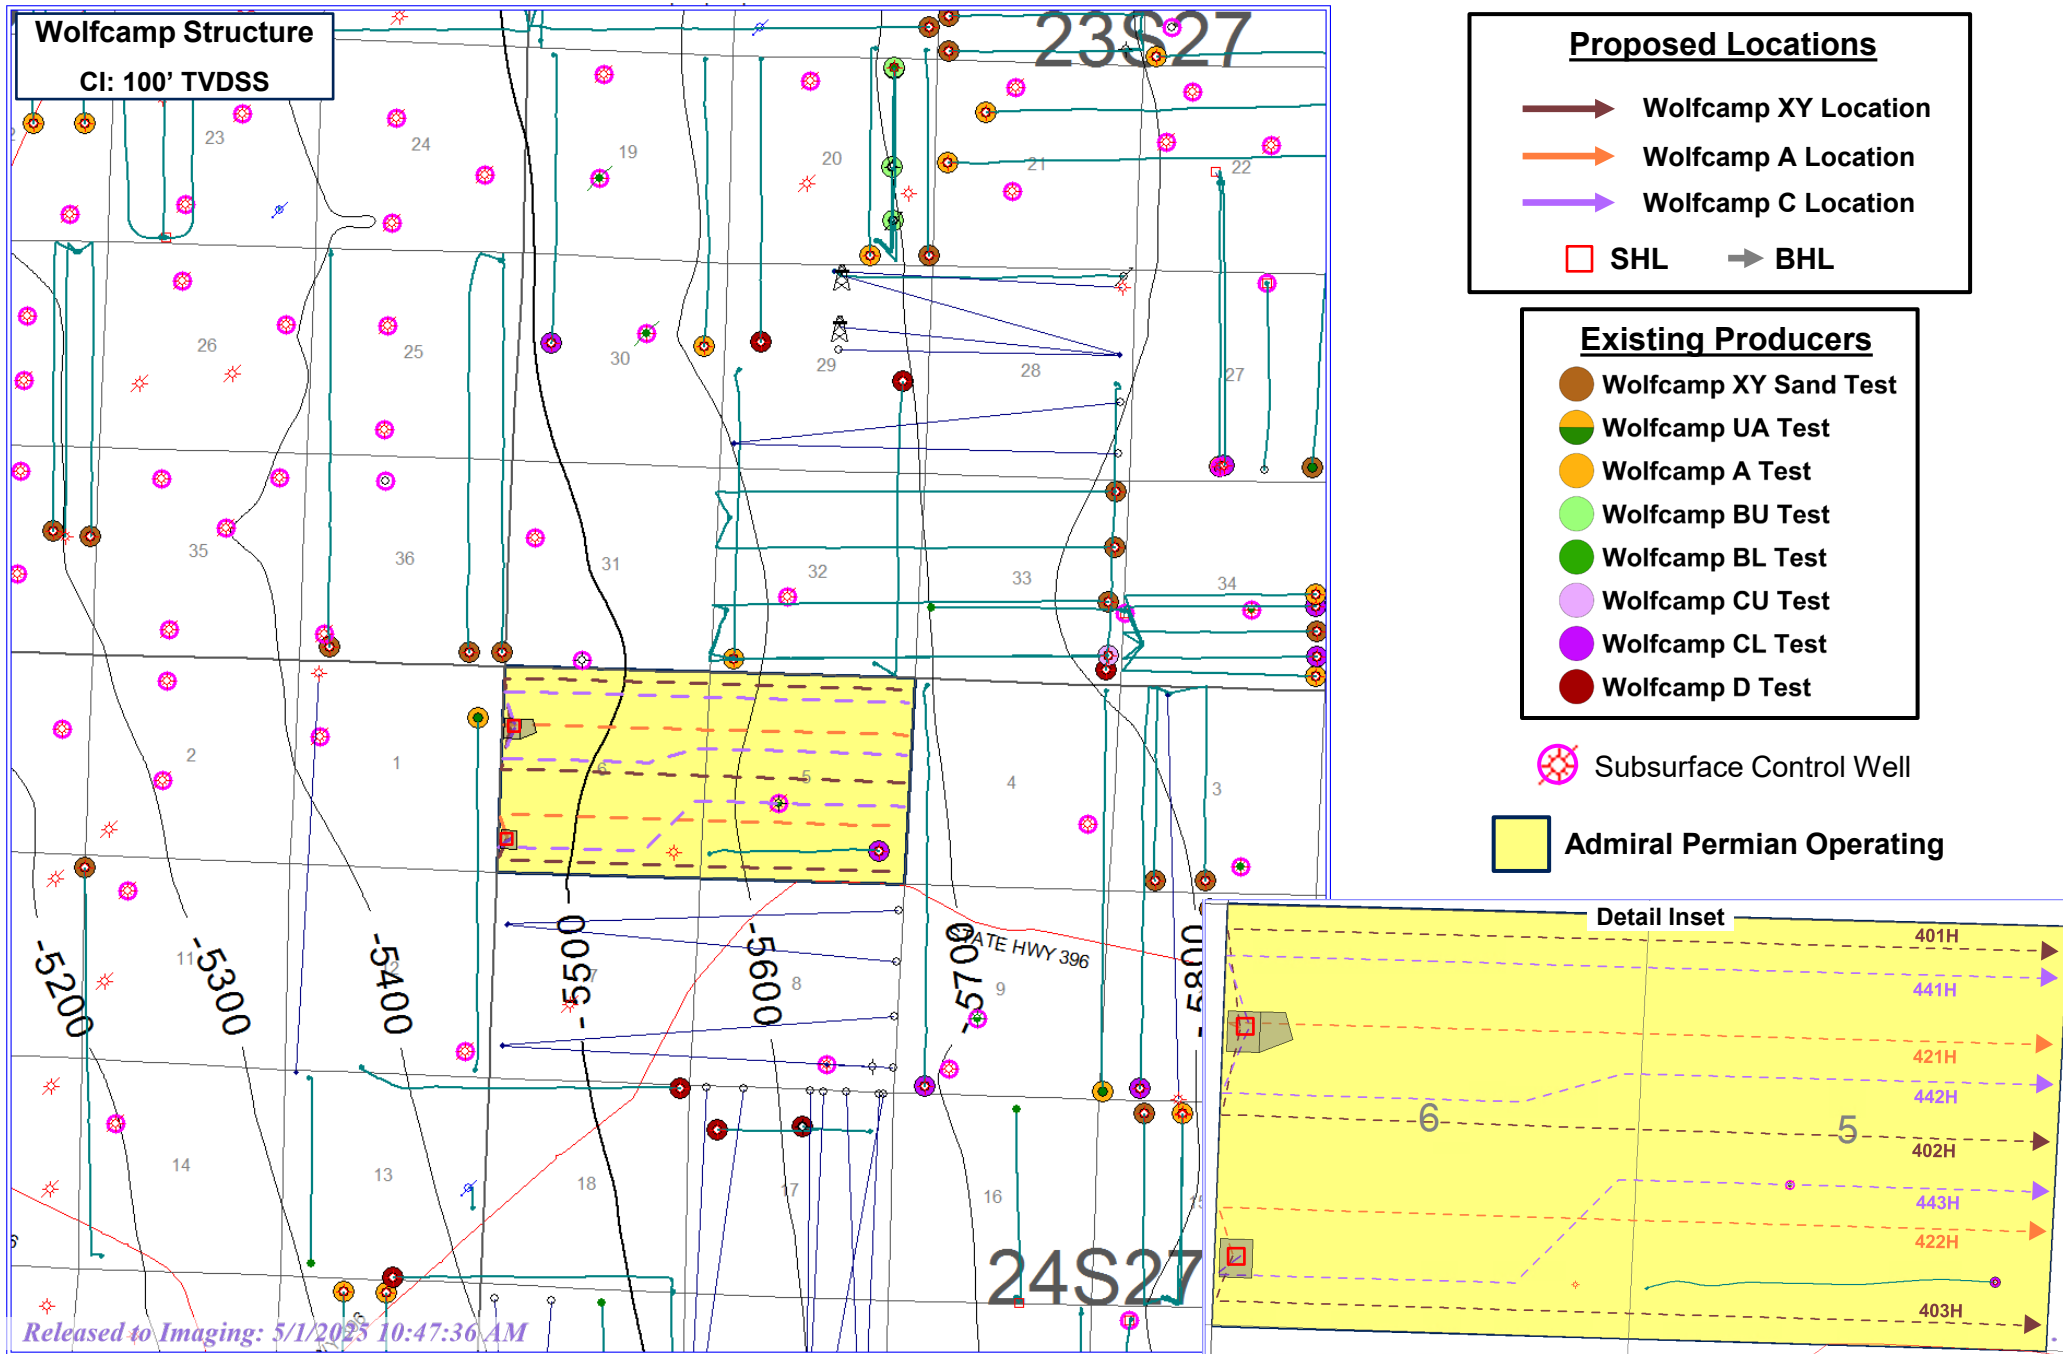 Wolfcamp Structure
CI: 100' TVDSS
23S27
23
24
19
20
21
22
26
25
30
29
28
27
35
36
31
32
33
34
2
1
6
5
4
3
11
7
8
9
14
13
18
17
16
-5200
-5300
-5400
-5500
-5600
-5700
-5800
STATE HWY 396
24S27
Released to Imaging: 5/1/2025 10:47:36 AM
Proposed Locations
Wolfcamp XY Location
Wolfcamp A Location
Wolfcamp C Location
SHL
BHL
Existing Producers
Wolfcamp XY Sand Test
Wolfcamp UA Test
Wolfcamp A Test
Wolfcamp BU Test
Wolfcamp BL Test
Wolfcamp CU Test
Wolfcamp CL Test
Wolfcamp D Test
Subsurface Control Well
Admiral Permian Operating
Detail Inset
401H
441H
421H
442H
6
5
402H
443H
422H
403H